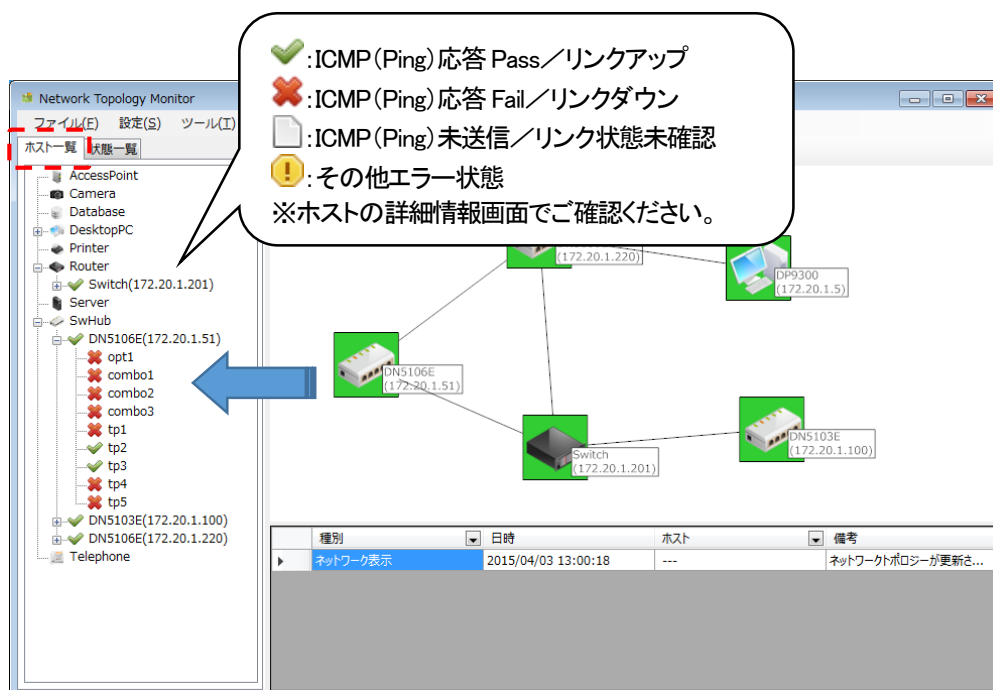 :ICMP(Ping)応答 Pass/リンクアップ
:ICMP(Ping)応答 Fail/リンクダウン
:ICMP(Ping)未送信/リンク状態未確認
:その他エラー状態
※ホストの詳細情報画面でご確認ください。
Network Topology Monitor
ファイル(F) 設定(S) ツール(T)
ホスト一覧 状態一覧
AccessPoint
Camera
Database
DesktopPC
Printer
Router
Switch(172.20.1.201)
Server
SwHub
DN5106E(172.20.1.51)
opt1
combo1
combo2
combo3
tp1
tp2
tp3
tp4
tp5
DN5103E(172.20.1.100)
DN5106E(172.20.1.220)
Telephone
(172.20.1.220)
DP9300
(172.20.1.5)
DN5106E
(172.20.1.51)
Switch
(172.20.1.201)
DN5103E
(172.20.1.100)
種別 日時 ホスト 備考
ネットワーク表示 2015/04/03 13:00:18 --- ネットワークトポロジーが更新さ...